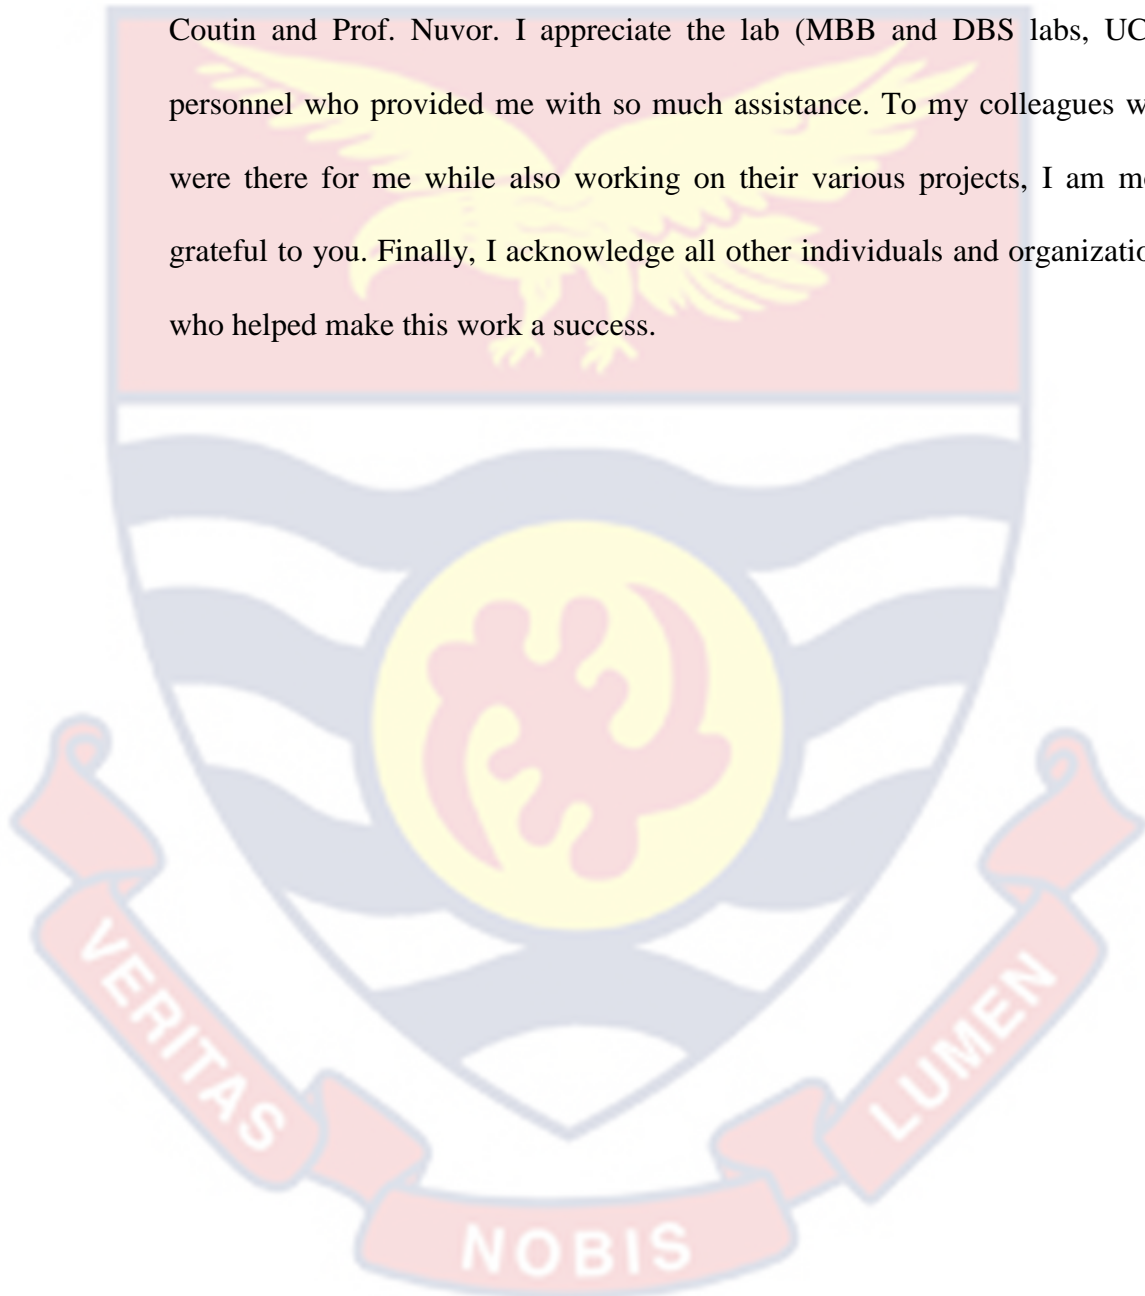 Coutin and Prof. Nuvor. I appreciate the lab (MBB and DBS labs, UC
personnel who provided me with so much assistance. To my colleagues w
were there for me while also working on their various projects, I am m
grateful to you. Finally, I acknowledge all other individuals and organizatio
who helped make this work a success.
VERITAS
NOBIS
LUMEN